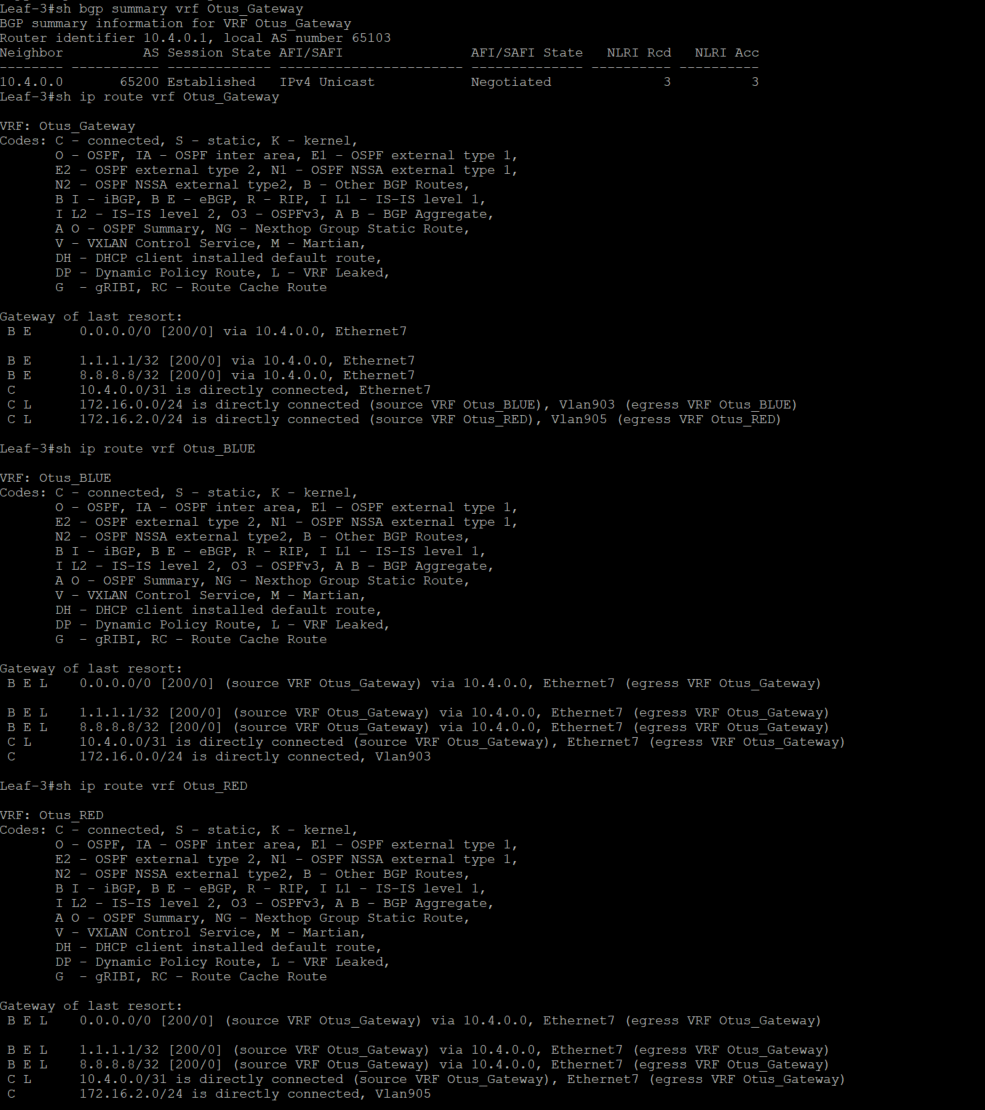 Leaf-3#sh bgp summary vrf Otus_Gateway
BGP summary information for VRF Otus_Gateway
Router identifier 10.4.0.1, local AS number 65103
Neighbor          AS Session State AFI/SAFI                AFI/SAFI State   NLRI Rcd   NLRI Acc
-------- ----------- ------------- ----------------------- -------------- ---------- ----------
10.4.0.0       65200 Established   IPv4 Unicast            Negotiated              3          3
Leaf-3#sh ip route vrf Otus_Gateway

VRF: Otus_Gateway
Codes: C - connected, S - static, K - kernel,
       O - OSPF, IA - OSPF inter area, E1 - OSPF external type 1,
       E2 - OSPF external type 2, N1 - OSPF NSSA external type 1,
       N2 - OSPF NSSA external type2, B - Other BGP Routes,
       B I - iBGP, B E - eBGP, R - RIP, I L1 - IS-IS level 1,
       I L2 - IS-IS level 2, O3 - OSPFv3, A B - BGP Aggregate,
       A O - OSPF Summary, NG - Nexthop Group Static Route,
       V - VXLAN Control Service, M - Martian,
       DH - DHCP client installed default route,
       DP - Dynamic Policy Route, L - VRF Leaked,
       G  - gRIBI, RC - Route Cache Route

Gateway of last resort:
 B E      0.0.0.0/0 [200/0] via 10.4.0.0, Ethernet7

 B E      1.1.1.1/32 [200/0] via 10.4.0.0, Ethernet7
 B E      8.8.8.8/32 [200/0] via 10.4.0.0, Ethernet7
 C        10.4.0.0/31 is directly connected, Ethernet7
 C L      172.16.0.0/24 is directly connected (source VRF Otus_BLUE), Vlan903 (egress VRF Otus_BLUE)
 C L      172.16.2.0/24 is directly connected (source VRF Otus_RED), Vlan905 (egress VRF Otus_RED)

Leaf-3#sh ip route vrf Otus_BLUE

VRF: Otus_BLUE
Codes: C - connected, S - static, K - kernel,
       O - OSPF, IA - OSPF inter area, E1 - OSPF external type 1,
       E2 - OSPF external type 2, N1 - OSPF NSSA external type 1,
       N2 - OSPF NSSA external type2, B - Other BGP Routes,
       B I - iBGP, B E - eBGP, R - RIP, I L1 - IS-IS level 1,
       I L2 - IS-IS level 2, O3 - OSPFv3, A B - BGP Aggregate,
       A O - OSPF Summary, NG - Nexthop Group Static Route,
       V - VXLAN Control Service, M - Martian,
       DH - DHCP client installed default route,
       DP - Dynamic Policy Route, L - VRF Leaked,
       G  - gRIBI, RC - Route Cache Route

Gateway of last resort:
 B E L    0.0.0.0/0 [200/0] (source VRF Otus_Gateway) via 10.4.0.0, Ethernet7 (egress VRF Otus_Gateway)

 B E L    1.1.1.1/32 [200/0] (source VRF Otus_Gateway) via 10.4.0.0, Ethernet7 (egress VRF Otus_Gateway)
 B E L    8.8.8.8/32 [200/0] (source VRF Otus_Gateway) via 10.4.0.0, Ethernet7 (egress VRF Otus_Gateway)
 C L      10.4.0.0/31 is directly connected (source VRF Otus_Gateway), Ethernet7 (egress VRF Otus_Gateway)
 C        172.16.0.0/24 is directly connected, Vlan903

Leaf-3#sh ip route vrf Otus_RED

VRF: Otus_RED
Codes: C - connected, S - static, K - kernel,
       O - OSPF, IA - OSPF inter area, E1 - OSPF external type 1,
       E2 - OSPF external type 2, N1 - OSPF NSSA external type 1,
       N2 - OSPF NSSA external type2, B - Other BGP Routes,
       B I - iBGP, B E - eBGP, R - RIP, I L1 - IS-IS level 1,
       I L2 - IS-IS level 2, O3 - OSPFv3, A B - BGP Aggregate,
       A O - OSPF Summary, NG - Nexthop Group Static Route,
       V - VXLAN Control Service, M - Martian,
       DH - DHCP client installed default route,
       DP - Dynamic Policy Route, L - VRF Leaked,
       G  - gRIBI, RC - Route Cache Route

Gateway of last resort:
 B E L    0.0.0.0/0 [200/0] (source VRF Otus_Gateway) via 10.4.0.0, Ethernet7 (egress VRF Otus_Gateway)

 B E L    1.1.1.1/32 [200/0] (source VRF Otus_Gateway) via 10.4.0.0, Ethernet7 (egress VRF Otus_Gateway)
 B E L    8.8.8.8/32 [200/0] (source VRF Otus_Gateway) via 10.4.0.0, Ethernet7 (egress VRF Otus_Gateway)
 C L      10.4.0.0/31 is directly connected (source VRF Otus_Gateway), Ethernet7 (egress VRF Otus_Gateway)
 C        172.16.2.0/24 is directly connected, Vlan905